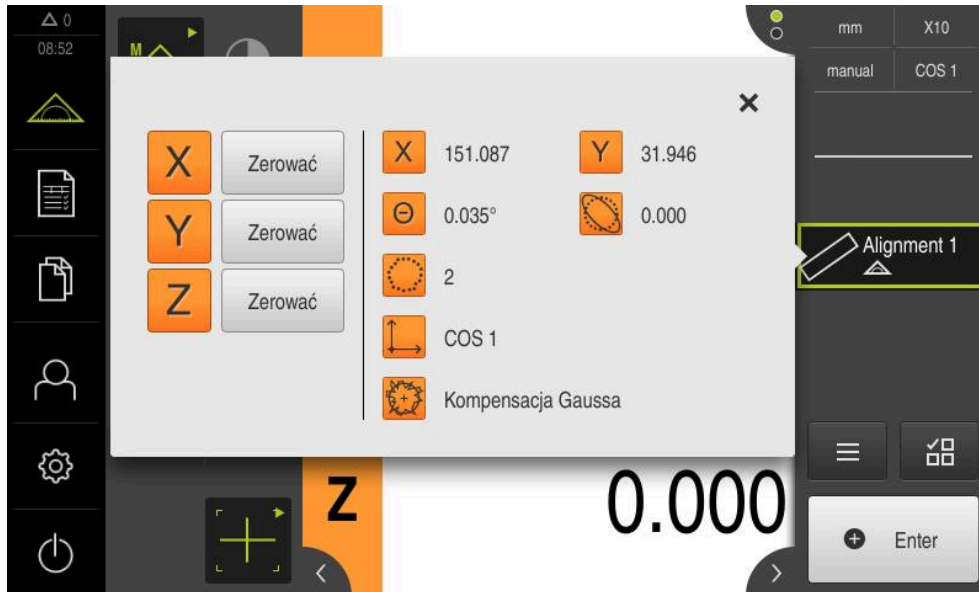 0
08:52
M
mm X10
manual COS 1
X Zerować
Y Zerować
Z Zerować
X 151.087 Y 31.946
Θ 0.035° 0.000
2
COS 1
Kompensacja Gaussa
Alignment 1
Z 0.000
Enter